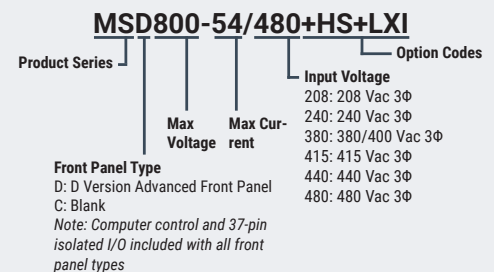 MSD800-54/480+HS+LXI
Product Series
Option Codes
Input Voltage
208: 208 Vac 3Φ
240: 240 Vac 3Φ
380: 380/400 Vac 3Φ
415: 415 Vac 3Φ
440: 440 Vac 3Φ
480: 480 Vac 3Φ
Max
Voltage
Max Cur-
rent
Front Panel Type
D: D Version Advanced Front Panel
C: Blank
Note: Computer control and 37-pin
isolated I/O included with all front
panel types